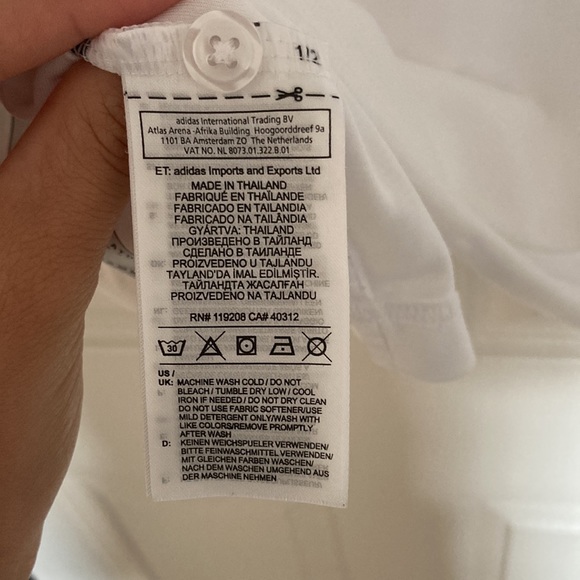 1/2
adidas International Trading BV
Atlas Arena -Afrika Building Hoogoorddreef 9a
1101 BA Amsterdam ZO The Netherlands
VAT NO. NL 8073.01.322.B.01
ET: adidas Imports and Exports Ltd
MADE IN THAILAND
FABRIQUÉ EN THAÏLANDE
FABRICADO EN TAILANDIA
FABRICADO NA TAILÂNDIA
GYÁRTVA: THAILAND
ПРОИЗВЕДЕНО В ТАЙЛАНД
СДЕЛАНО В ТАИЛАНДЕ
PROIZVEDENO U TAJLANDU
TAYLAND'DA İMAL EDİLMİŞTİR.
ТАЙЛАНДТА ЖАСАЛҒАН
PROIZVEDENO NA TAJLANDU
RN# 119208 CA# 40312
30
US /
UK: MACHINE WASH COLD / DO NOT
BLEACH / TUMBLE DRY LOW / COOL
IRON IF NEEDED / DO NOT DRY CLEAN
DO NOT USE FABRIC SOFTENER/USE
MILD DETERGENT ONLY/WASH WITH
LIKE COLORS/REMOVE PROMPTLY
AFTER WASH
D: KEINEN WEICHSPUELER VERWENDEN/
BITTE FEINWASCHMITTEL VERWENDEN/
MIT GLEICHEN FARBEN WASCHEN/
NACH DEM WASCHEN UMGEHEND AUS
DER MASCHINE NEHMEN